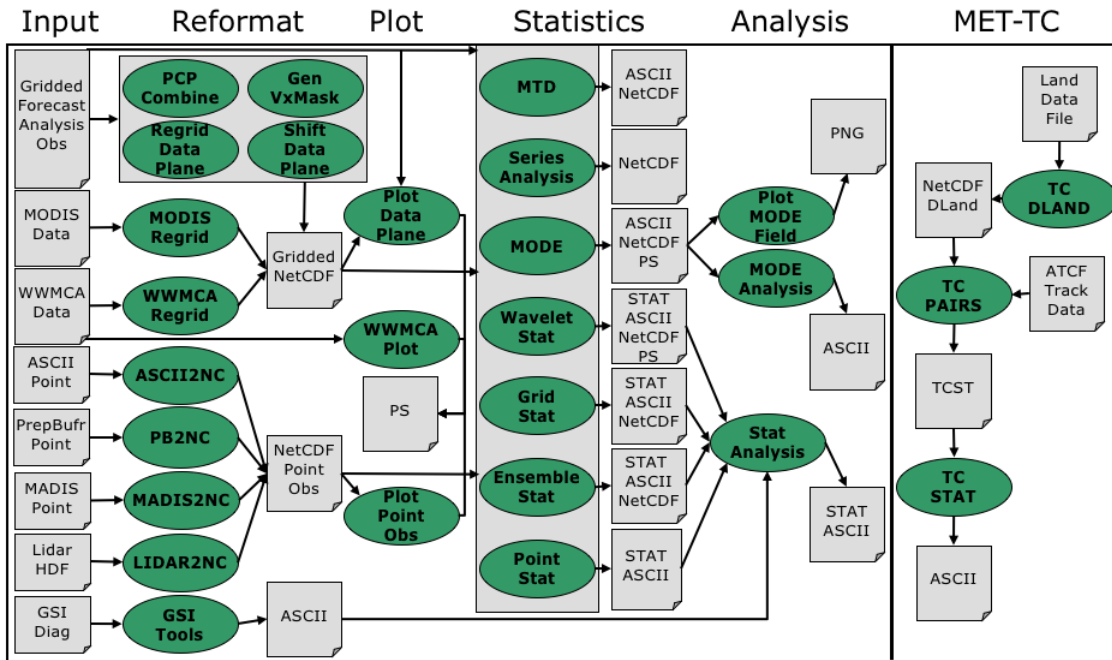 Input
Reformat
Plot
Statistics
Analysis
MET-TC
Gridded
Forecast
Analysis
Obs
MODIS
Data
WWMCA
Data
ASCII
Point
PrepBufr
Point
MADIS
Point
Lidar
HDF
GSI
Diag
PCP
Combine
Gen
VxMask
Regrid
Data
Plane
Shift
Data
Plane
MODIS
Regrid
WWMCA
Regrid
Gridded
NetCDF
ASCII2NC
PB2NC
MADIS2NC
LIDAR2NC
GSI
Tools
NetCDF
Point
Obs
ASCII
Plot
Data
Plane
WWMCA
Plot
PS
Plot
Point
Obs
MTD
Series
Analysis
MODE
Wavelet
Stat
Grid
Stat
Ensemble
Stat
Point
Stat
ASCII
NetCDF
NetCDF
ASCII
NetCDF
PS
STAT
ASCII
NetCDF
PS
STAT
ASCII
NetCDF
STAT
ASCII
NetCDF
STAT
ASCII
Plot
MODE
Field
MODE
Analysis
Stat
Analysis
PNG
ASCII
STAT
ASCII
Land
Data
File
NetCDF
DLand
TC
DLAND
TC
PAIRS
ATCF
Track
Data
TCST
TC
STAT
ASCII